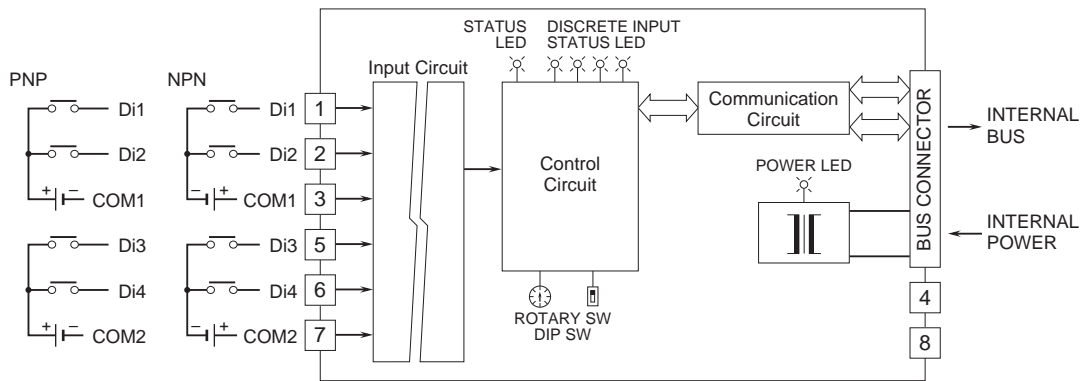 STATUS
LED
DISCRETE INPUT
STATUS LED
PNP
NPN
Input Circuit
Di1
Di1
1
Di2
Di2
2
+ −
COM1
− +
COM1
3
Di3
Di3
5
Di4
Di4
6
+ −
COM2
− +
COM2
7
Control
Circuit
ROTARY SW
DIP SW
Communication
Circuit
POWER LED
BUS CONNECTOR
INTERNAL
BUS
INTERNAL
POWER
4
8